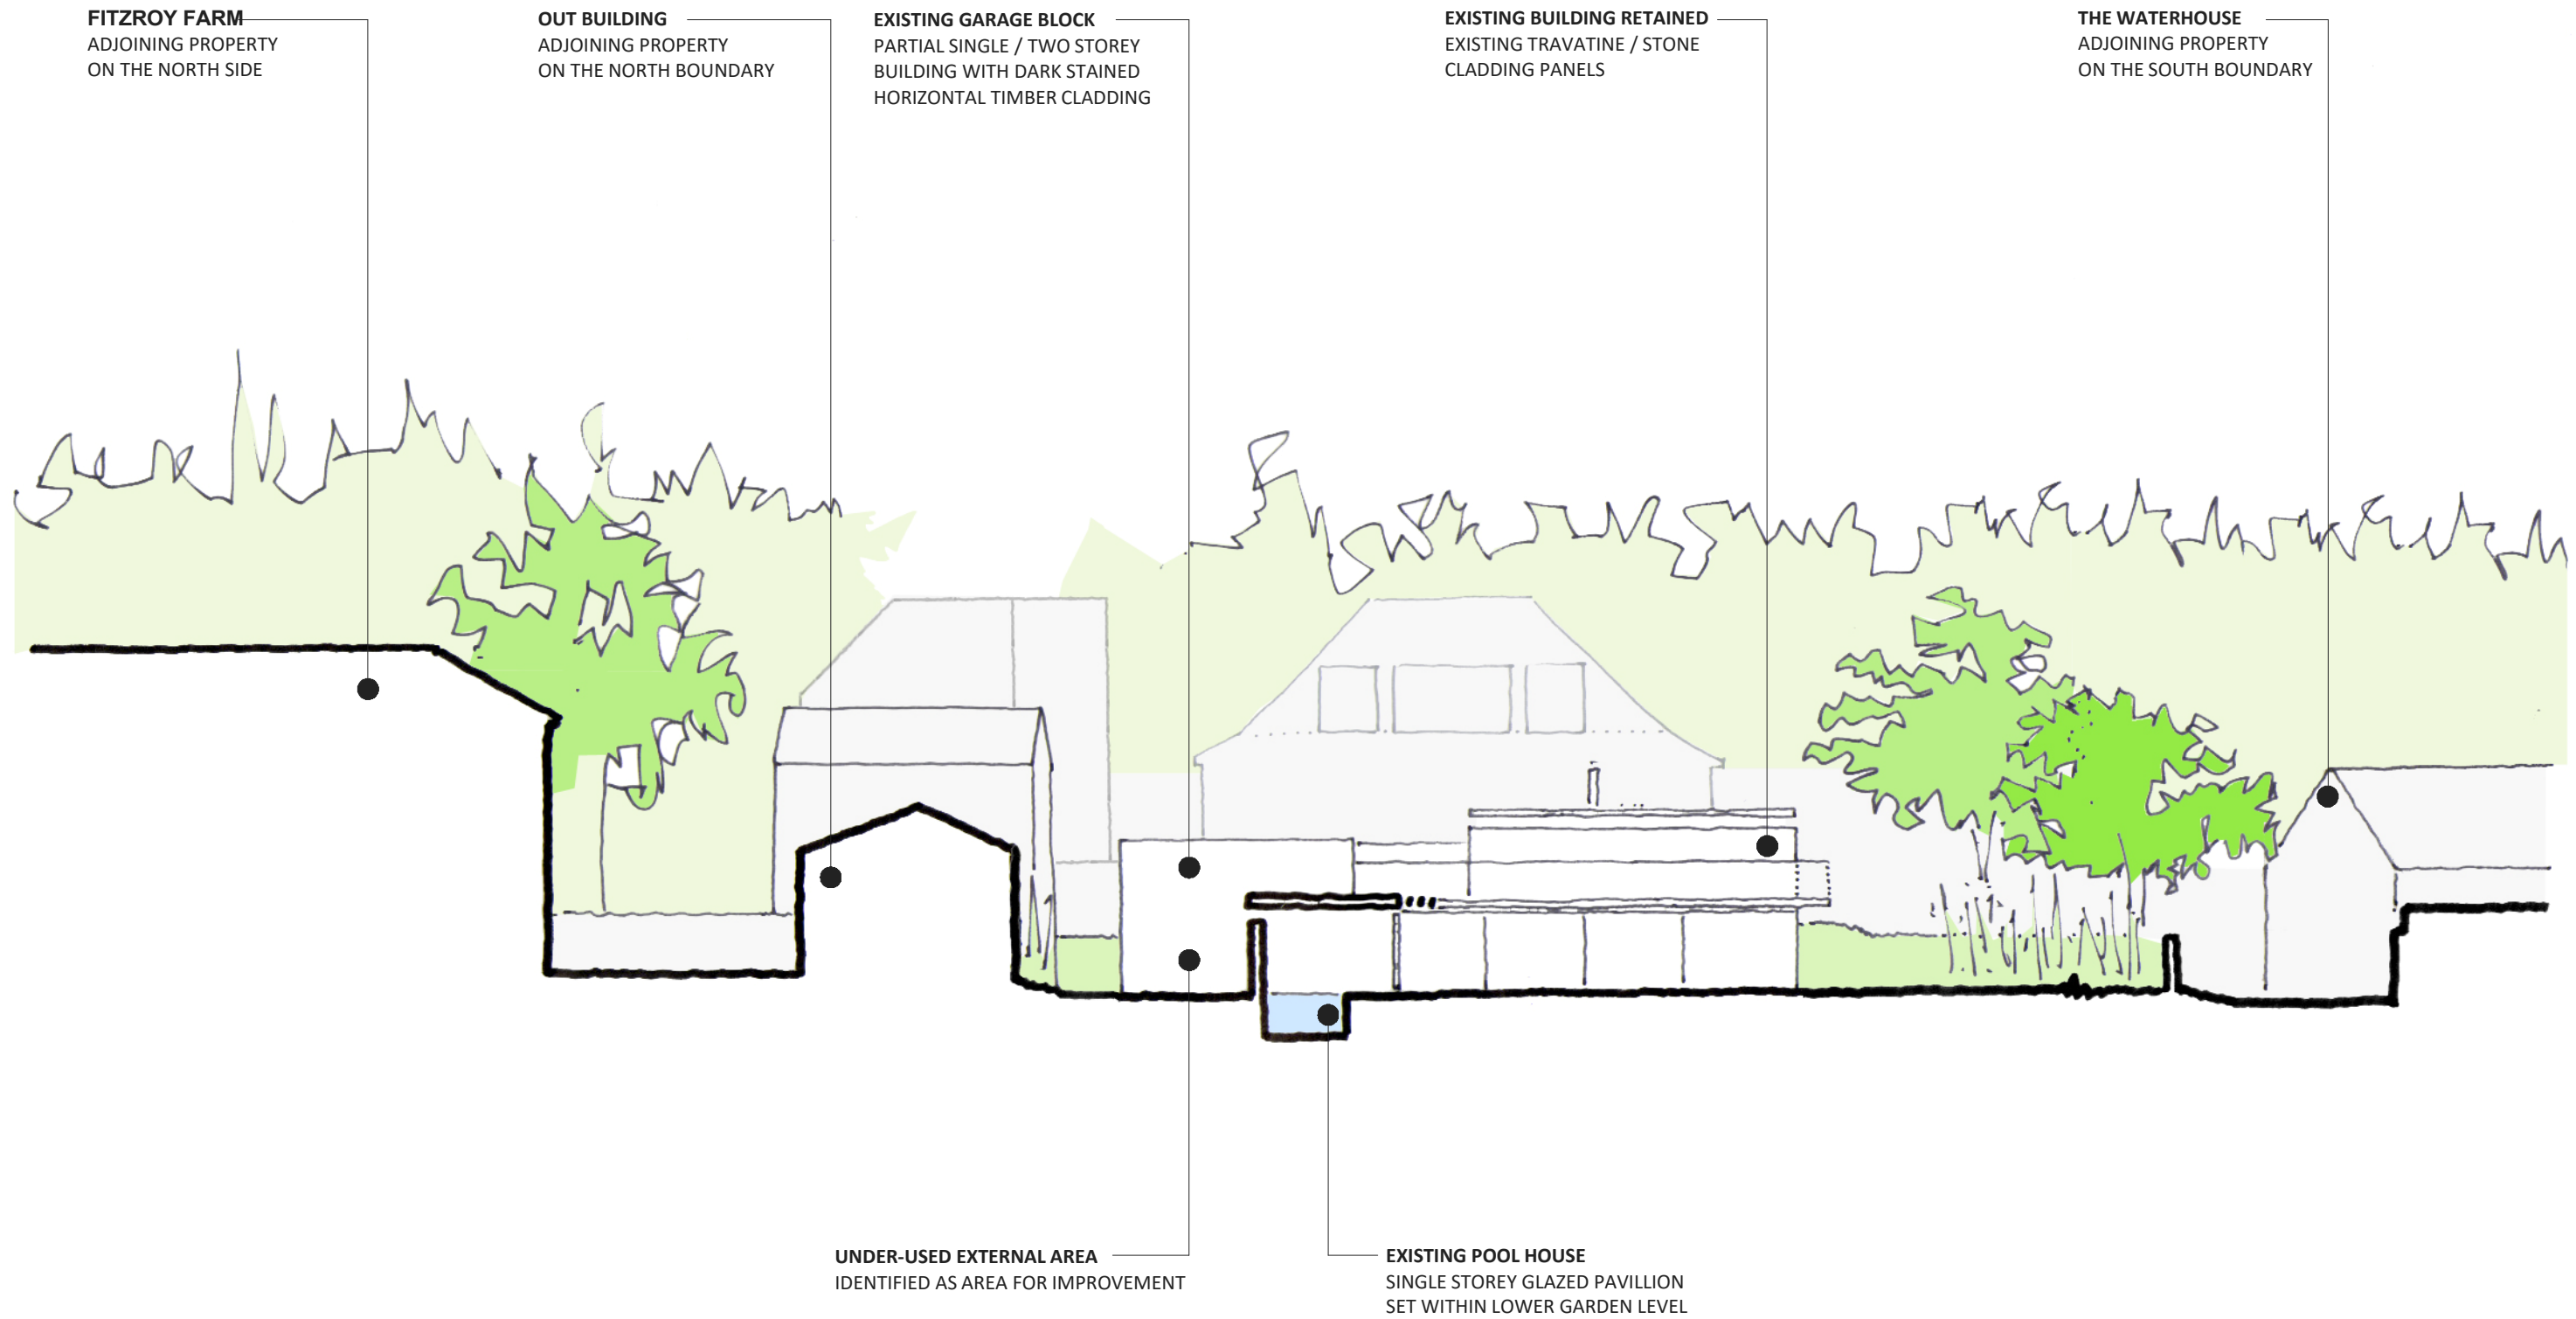 FITZROY FARM
ADJOINING PROPERTY
ON THE NORTH SIDE
OUT BUILDING
ADJOINING PROPERTY
ON THE NORTH BOUNDARY
EXISTING GARAGE BLOCK
PARTIAL SINGLE / TWO STOREY
BUILDING WITH DARK STAINED
HORIZONTAL TIMBER CLADDING
EXISTING BUILDING RETAINED
EXISTING TRAVATINE / STONE
CLADDING PANELS
THE WATERHOUSE
ADJOINING PROPERTY
ON THE SOUTH BOUNDARY
UNDER-USED EXTERNAL AREA
IDENTIFIED AS AREA FOR IMPROVEMENT
EXISTING POOL HOUSE
SINGLE STOREY GLAZED PAVILLION
SET WITHIN LOWER GARDEN LEVEL